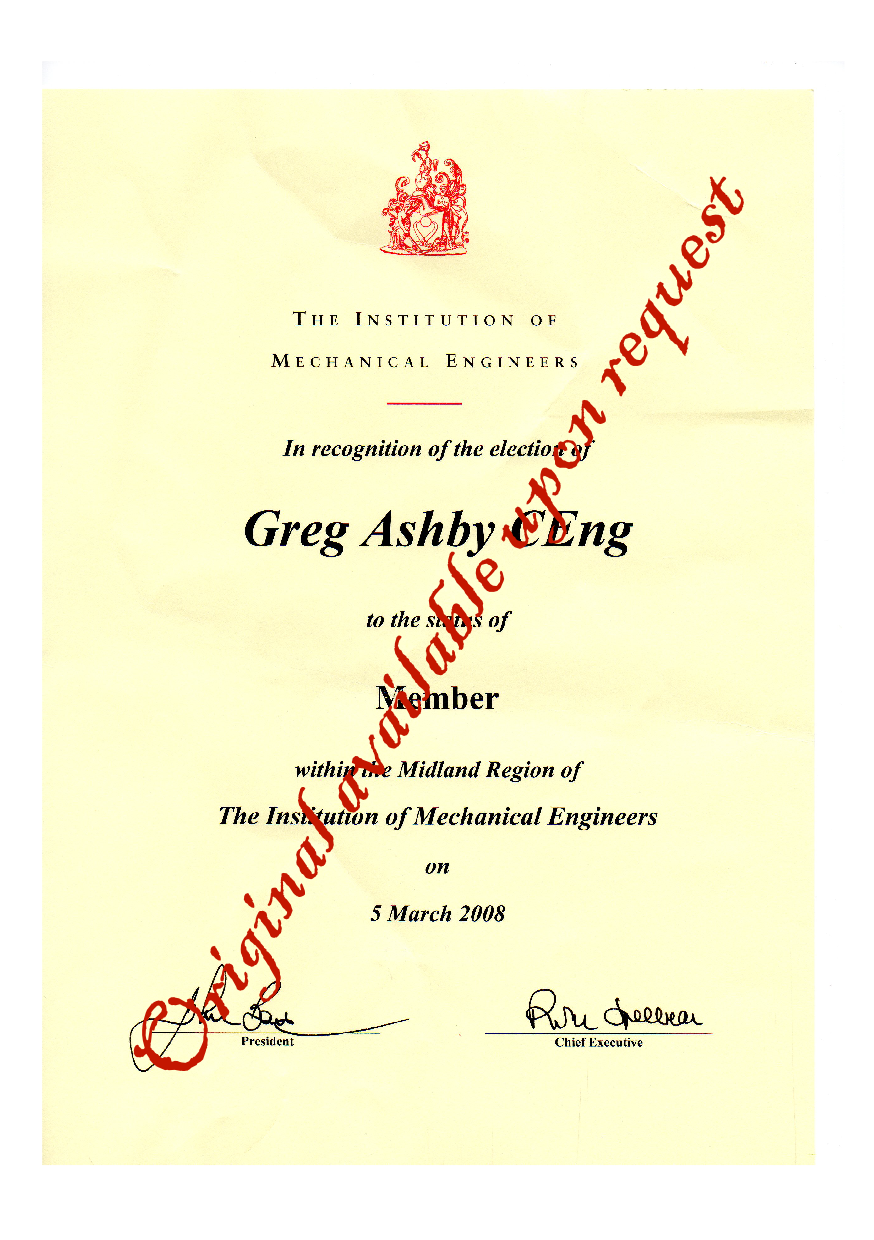 THE INSTITUTION OF
MECHANICAL ENGINEERS
In recognition of the election of
Greg Ashby CEng
to the status of
Member
within the Midland Region of
The Institution of Mechanical Engineers
on
5 March 2008
President
Chief Executive
Original available upon request